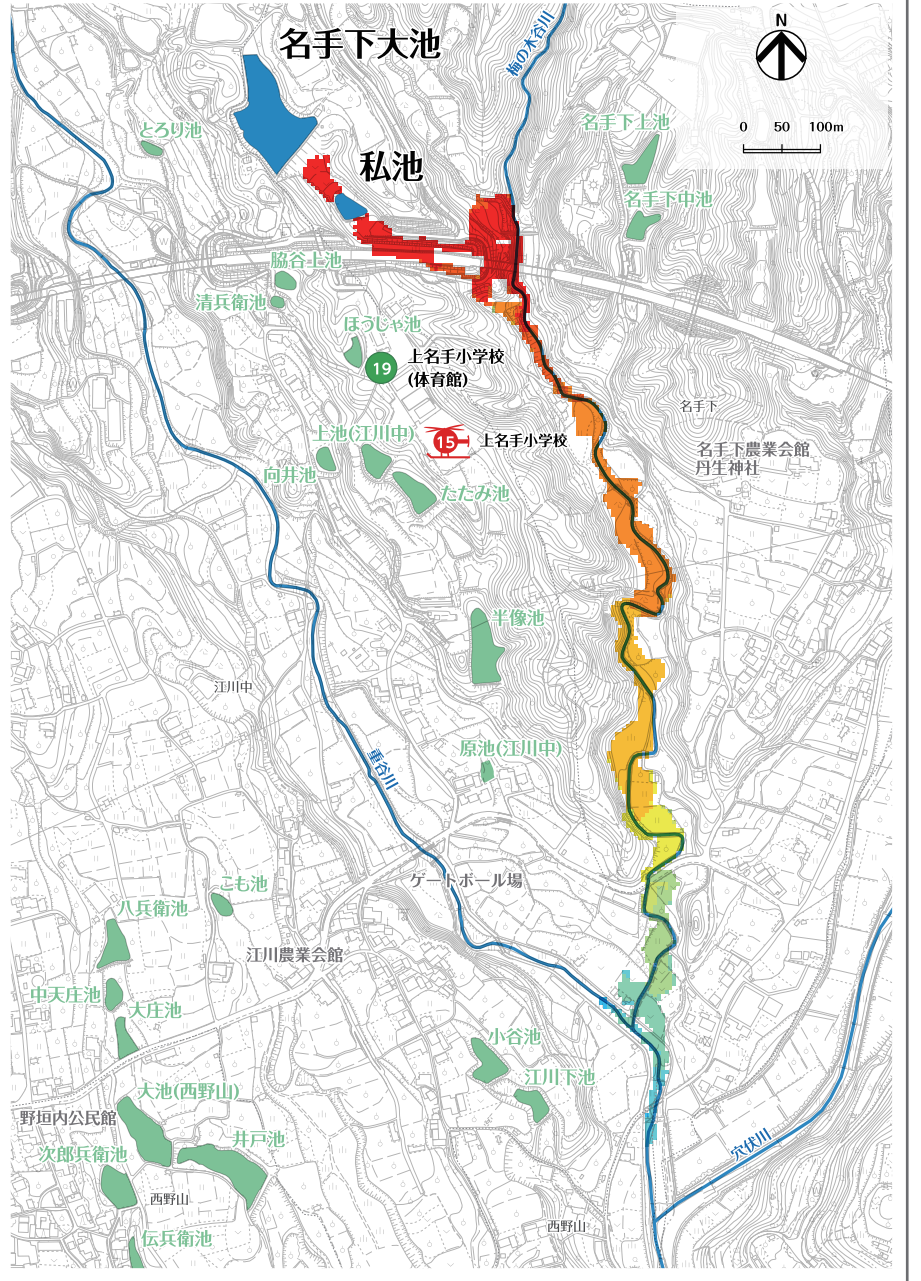 名手下大池
N
梅の木谷川
0 50 100m
とろり池
名手下上池
私池
名手下中池
脇谷上池
清兵衛池
ほうじゃ池
19
上名手小学校
(体育館)
名手下
上池(江川中)
15
上名手小学校
名手下農業会館
丹生神社
向井池
たたみ池
半像池
江川中
原池(江川中)
重谷川
ゲートボール場
こも池
八兵衛池
江川農業会館
中天庄池
大庄池
小谷池
江川下池
大池(西野山)
野垣内公民館
井戸池
穴伏川
次郎兵衛池
西野山
西野山
伝兵衛池